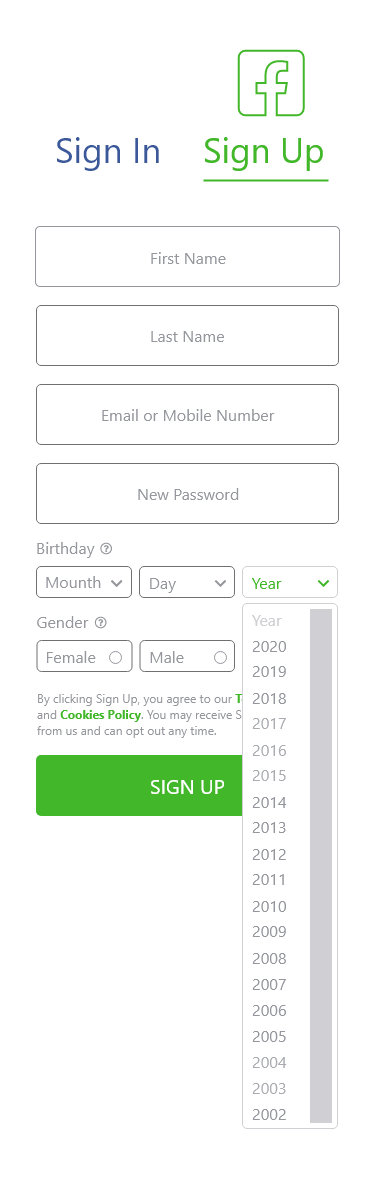 Sign In
Sign Up
First Name
Last Name
Email or Mobile Number
New Password
Birthday
Mounth
Day
Year
Gender
Female
Male
By clicking Sign Up, you agree to our
and Cookies Policy. You may receive
from us and can opt out any time.
SIGN UP
Year
2020
2019
2018
2017
2016
2015
2014
2013
2012
2011
2010
2009
2008
2007
2006
2005
2004
2003
2002